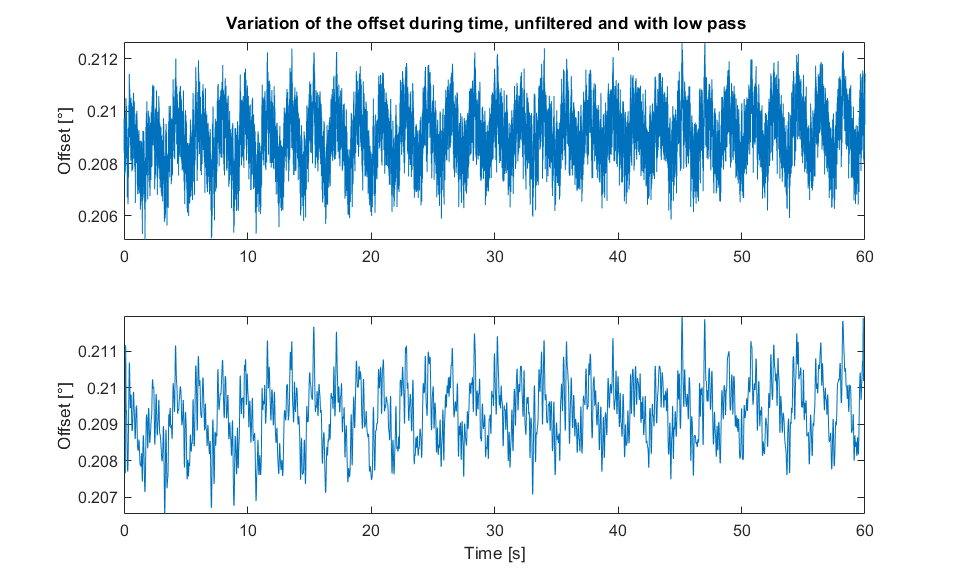 Variation of the offset during time, unfiltered and with low pass
0.212
0.21
0.208
0.206
Offset [°]
0 10 20 30 40 50 60
0.211
0.21
0.209
0.208
0.207
Offset [°]
0 10 20 30 40 50 60
Time [s]